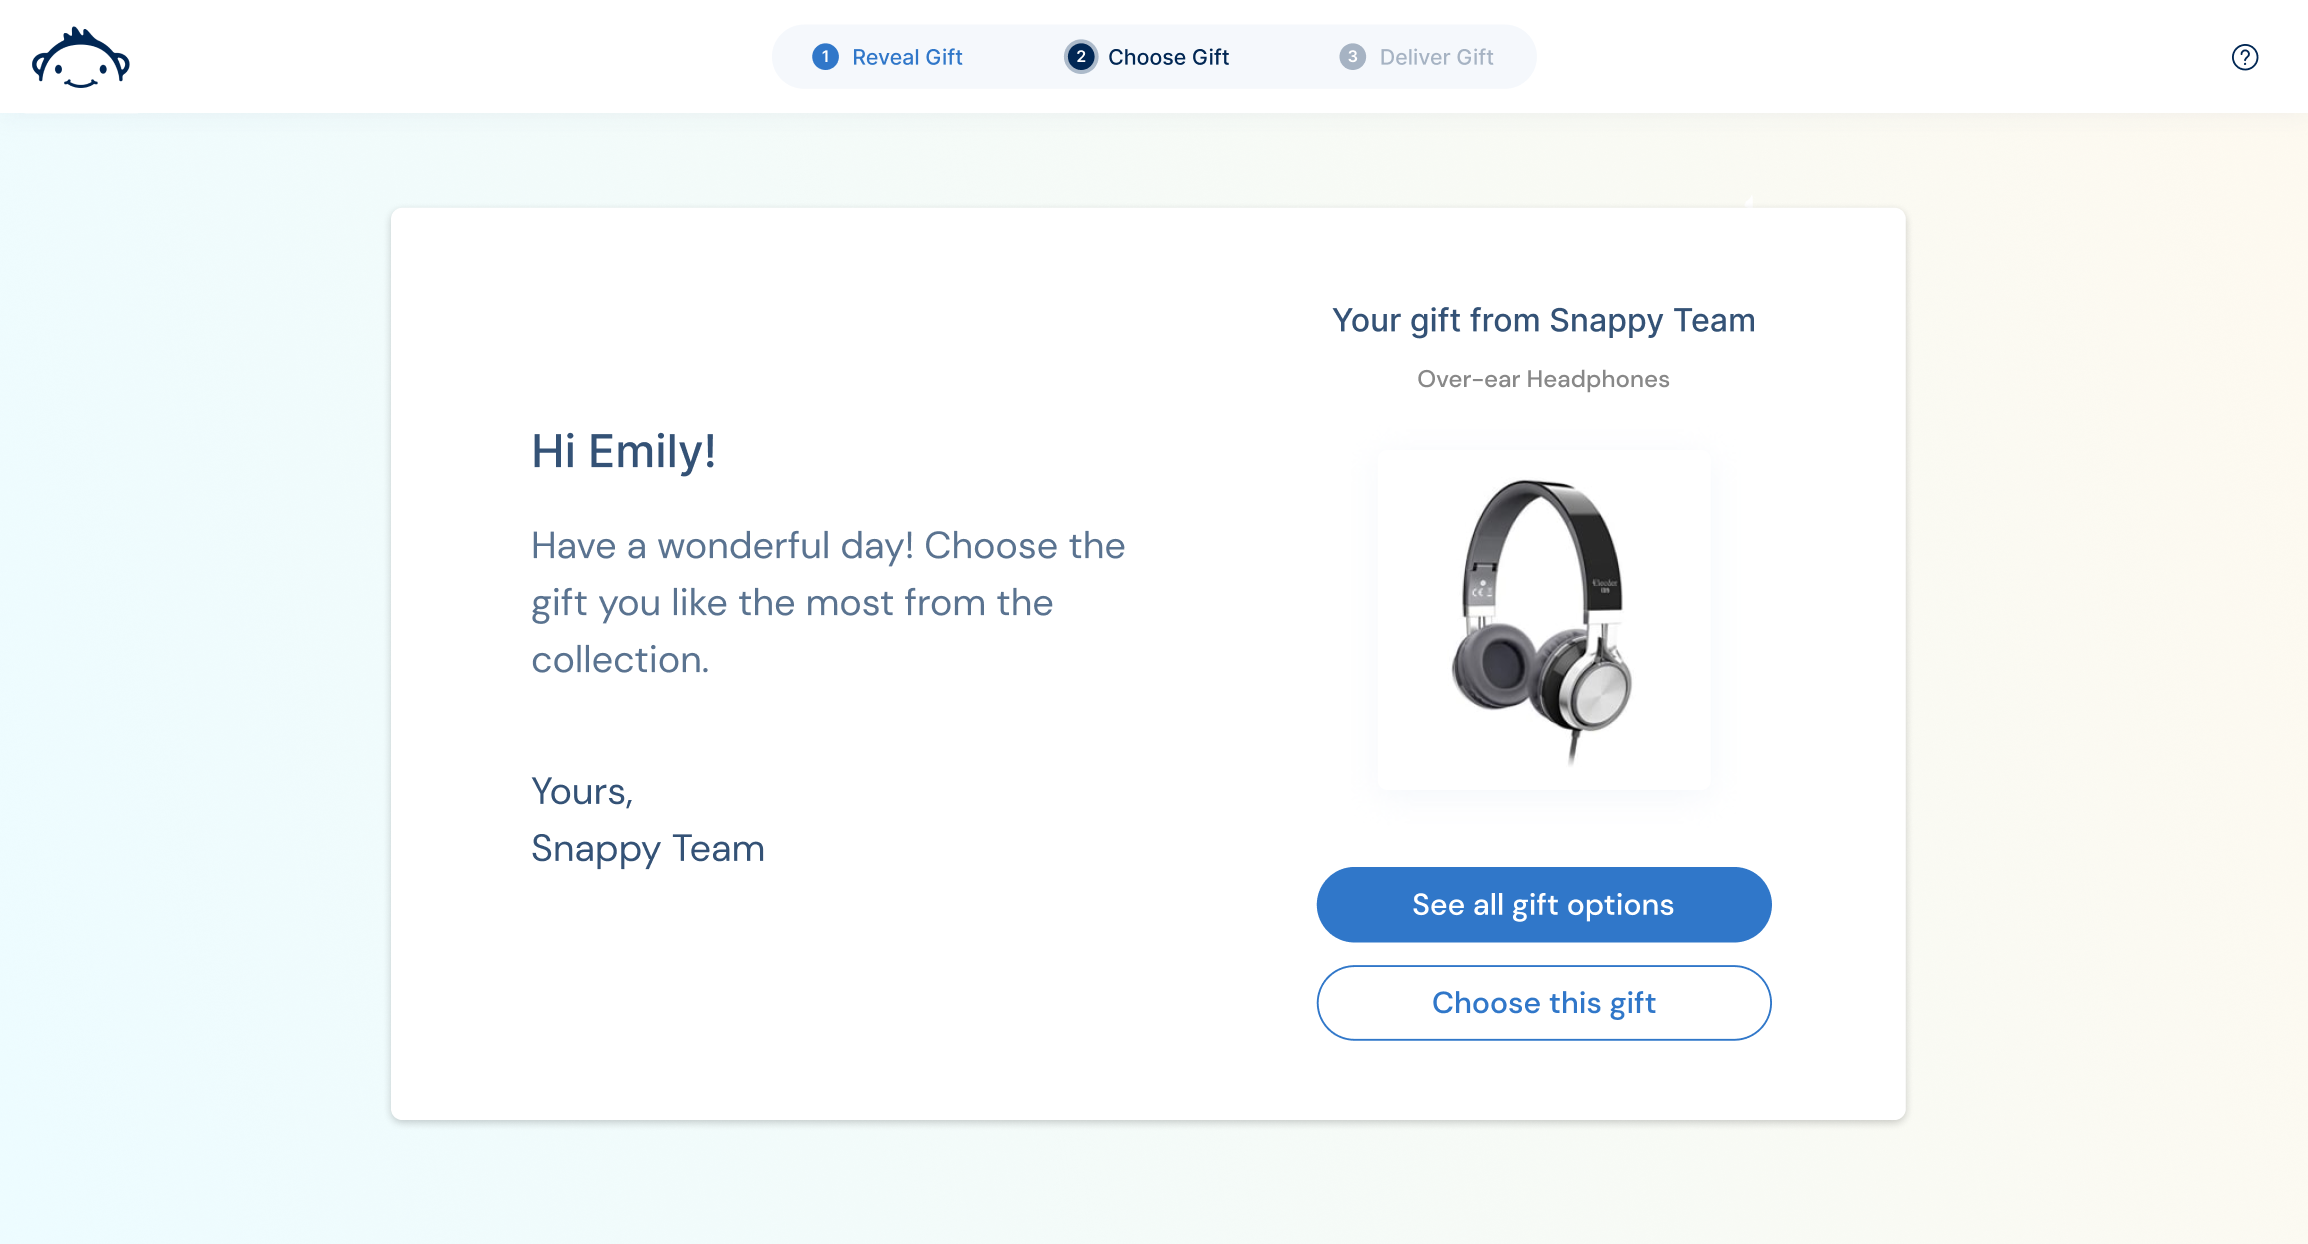 1 Reveal Gift
2 Choose Gift
3 Deliver Gift
?
Hi Emily!
Have a wonderful day! Choose the
gift you like the most from the
collection.
Yours,
Snappy Team
Your gift from Snappy Team
Over-ear Headphones
CE
See all gift options
Choose this gift